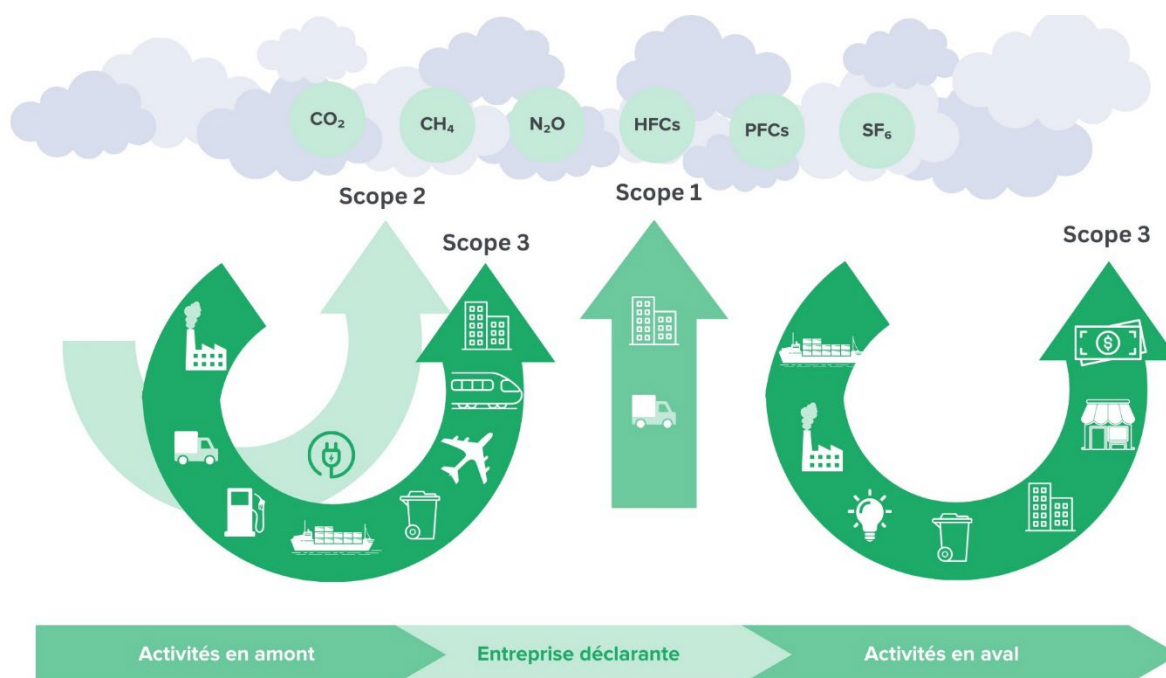 CO₂
CH₄
N₂O
HFCs
PFCs
SF₆
Scope 2
Scope 1
Scope 3
Scope 3
$
Activités en amont
Entreprise déclarante
Activités en aval